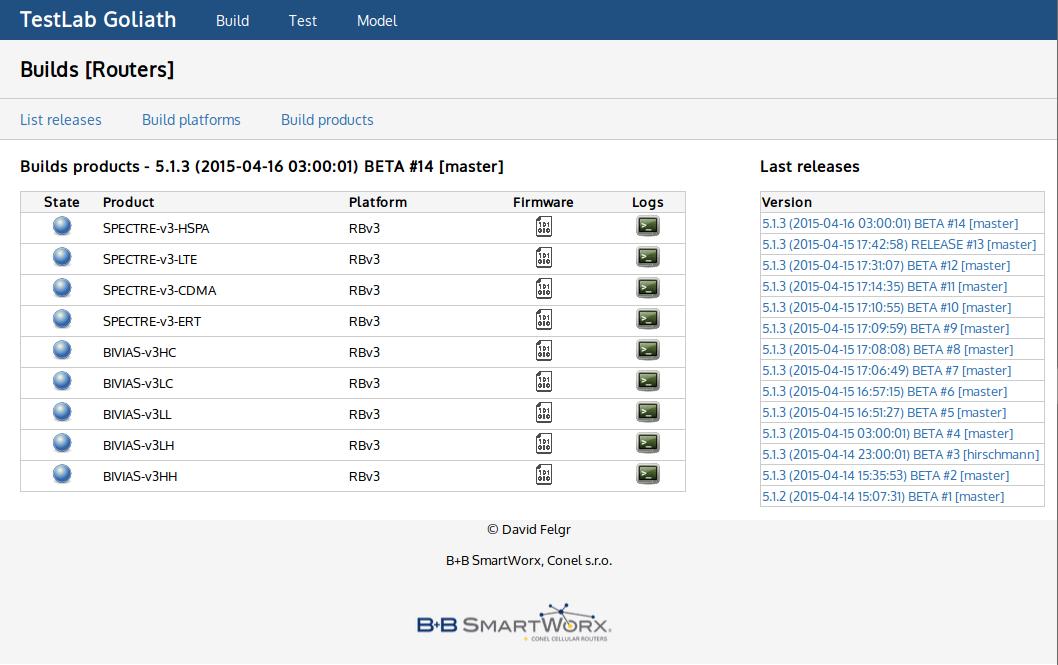 TestLab Goliath Build Test Model
Builds [Routers]
List releases Build platforms Build products
Builds products - 5.1.3 (2015-04-16 03:00:01) BETA #14 [master]
State Product Platform Firmware Logs
SPECTRE-v3-HSPA RBv3
SPECTRE-v3-LTE RBv3
SPECTRE-v3-CDMA RBv3
SPECTRE-v3-ERT RBv3
BIVIAS-v3HC RBv3
BIVIAS-v3LC RBv3
BIVIAS-v3LL RBv3
BIVIAS-v3LH RBv3
BIVIAS-v3HH RBv3
Last releases
Version
5.1.3 (2015-04-16 03:00:01) BETA #14 [master]
5.1.3 (2015-04-15 17:42:58) RELEASE #13 [master]
5.1.3 (2015-04-15 17:31:07) BETA #12 [master]
5.1.3 (2015-04-15 17:14:35) BETA #11 [master]
5.1.3 (2015-04-15 17:10:55) BETA #10 [master]
5.1.3 (2015-04-15 17:09:59) BETA #9 [master]
5.1.3 (2015-04-15 17:08:08) BETA #8 [master]
5.1.3 (2015-04-15 17:06:49) BETA #7 [master]
5.1.3 (2015-04-15 16:57:15) BETA #6 [master]
5.1.3 (2015-04-15 16:51:27) BETA #5 [master]
5.1.3 (2015-04-15 03:00:01) BETA #4 [master]
5.1.3 (2015-04-14 23:00:01) BETA #3 [hirschmann]
5.1.3 (2015-04-14 15:35:53) BETA #2 [master]
5.1.2 (2015-04-14 15:07:31) BETA #1 [master]
© David Felgr
B+B SmartWorx, Conel s.r.o.
B+B SMARTWORX
CONEL CELLULAR ROUTERS